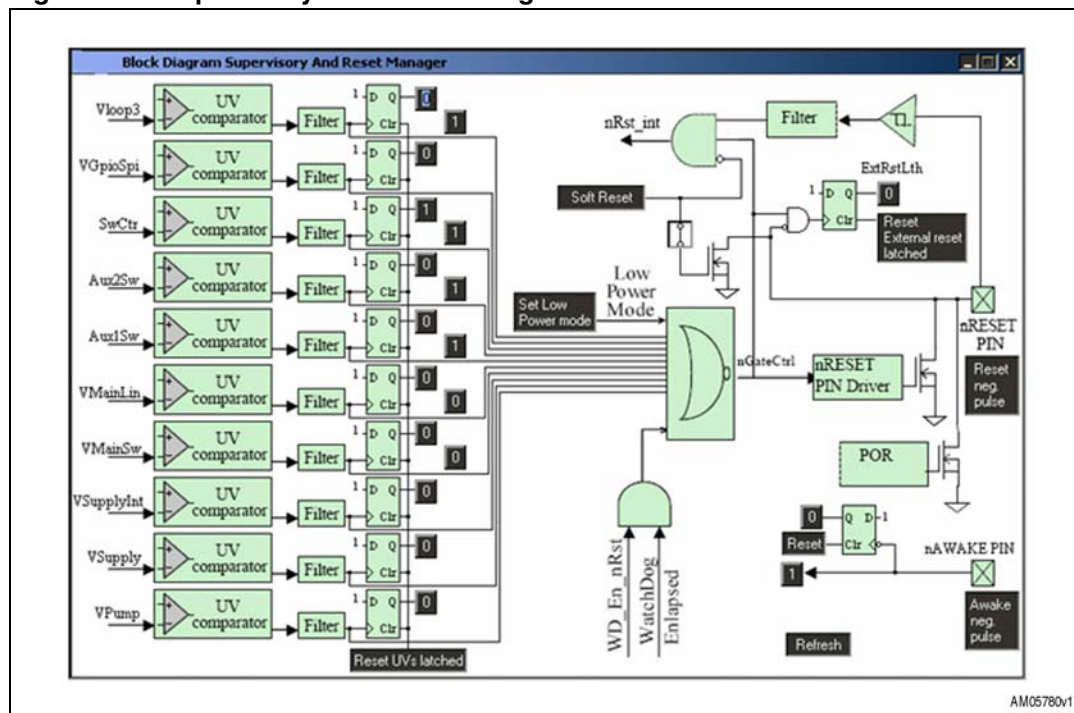 Block Diagram Supervisory And Reset Manager
Vloop3
UV comparator
Filter
1 D Q
Clr
0
1
VGpioSpi
UV comparator
Filter
1 D Q
Clr
0
SwCtr
UV comparator
Filter
1 D Q
Clr
1
1
Aux2Sw
UV comparator
Filter
1 D Q
Clr
0
1
Aux1Sw
UV comparator
Filter
1 D Q
Clr
0
1
VMainLin
UV comparator
Filter
1 D Q
Clr
0
0
VMainSw
UV comparator
Filter
1 D Q
Clr
0
0
VSupplyInt
UV comparator
Filter
1 D Q
Clr
0
VSupply
UV comparator
Filter
1 D Q
Clr
0
VPump
UV comparator
Filter
1 D Q
Clr
0
Reset UVs latched
nRst_int
Filter
Soft Reset
ExtRstLth
1 D Q
Clr
0
Reset
External reset
latched
Low
Power
Mode
Set Low
Power mode
nGateCtrl
nRESET
PIN Driver
nRESET
PIN
Reset
neg.
pulse
POR
WD_En_nRst
WatchDog
Enlapsed
0
Q D 1
Reset
Clr
1
nAWAKE PIN
Awake
neg.
pulse
Refresh
AM05780v1